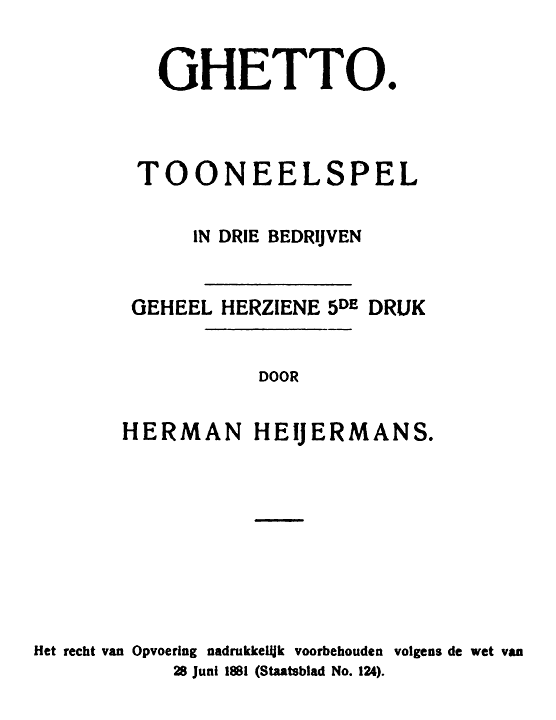 GHETTO.
TOONEELSPEL
IN DRIE BEDRIJVEN
GEHEEL HERZIENE 5DE DRUK
DOOR
HERMAN HEIJERMANS.
Het recht van Opvoering nadrukkelijk voorbehouden volgens de wet van
28 Juni 1881 (Staatsblad No. 124).